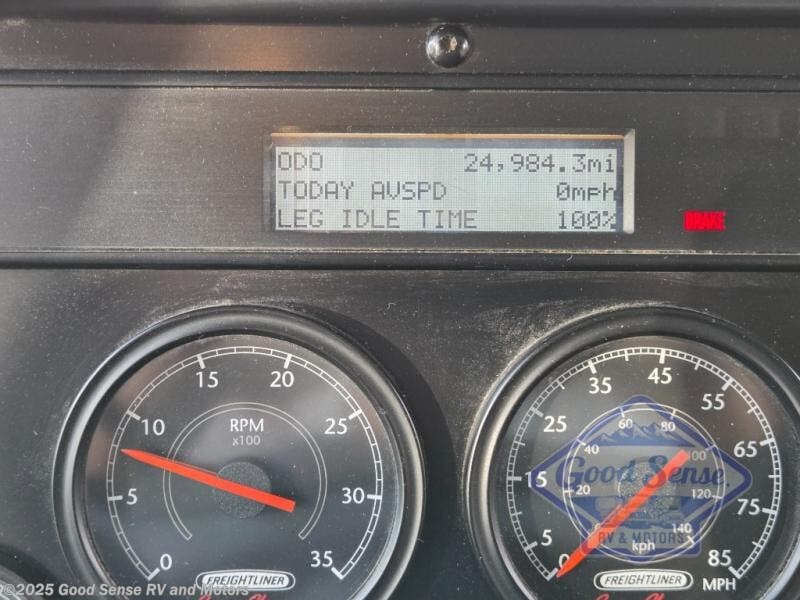 ODO 24,984.3mi
TODAY AVSPD 0mph
LEG IDLE TIME 100%
BRAKE
0
5
10
15
20
25
30
35
RPM
x100
FREIGHTLINER
0
5
15
25
35
45
55
65
75
85
MPH
20
40
60
80
100
120
140
kph
FREIGHTLINER
Good Sense
RV & MOTORS
©2025 Good Sense RV and Motors